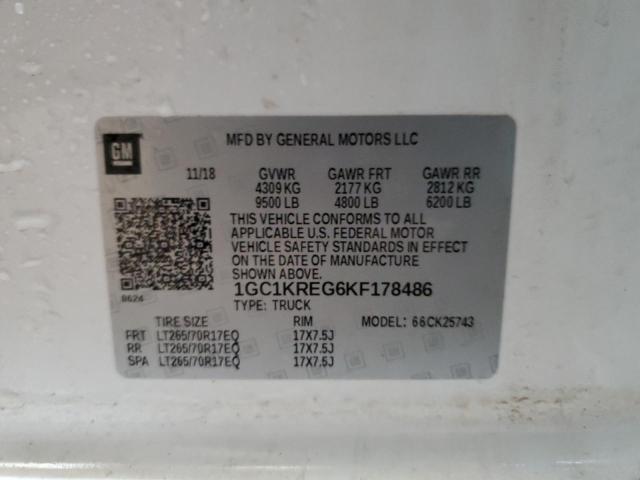 GM
MFD BY GENERAL MOTORS LLC
11/18 GVWR GAWR FRT GAWR RR
4309 KG 2177 KG 2812 KG
9500 LB 4800 LB 6200 LB
THIS VEHICLE CONFORMS TO ALL
APPLICABLE U.S. FEDERAL MOTOR
VEHICLE SAFETY STANDARDS IN EFFECT
ON THE DATE OF MANUFACTURE
SHOWN ABOVE.
8624
1GC1KREG6KF178486
TYPE: TRUCK
TIRE SIZE RIM MODEL: 66CK25743
FRT LT265/70R17EQ 17X7.5J
RR LT265/70R17EQ 17X7.5J
SPA LT265/70R17EQ 17X7.5J